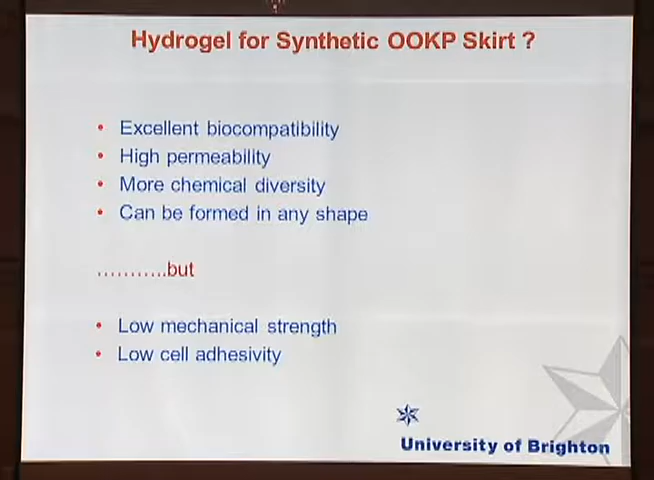 Hydrogel for Synthetic OOKP Skirt ?
• Excellent biocompatibility
• High permeability
• More chemical diversity
• Can be formed in any shape
...........but
• Low mechanical strength
• Low cell adhesivity
University of Brighton